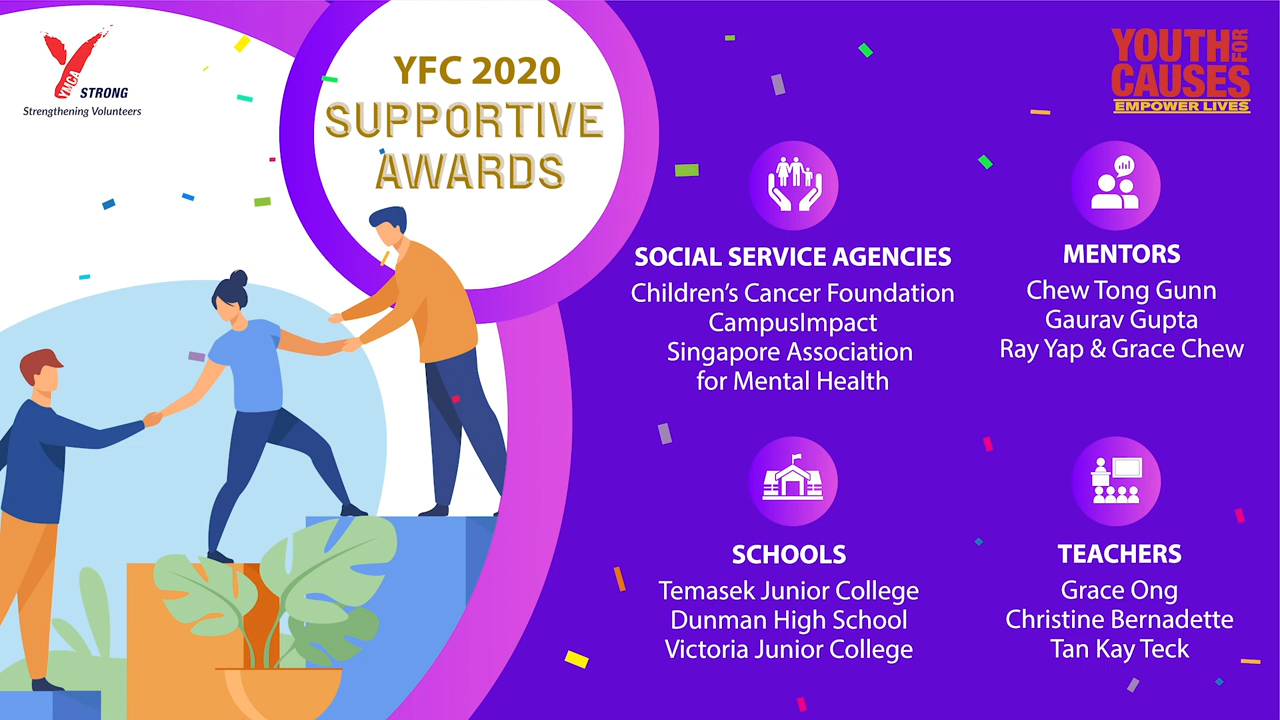 YMCA
STRONG
Strengthening Volunteers
YFC 2020
SUPPORTIVE
AWARDS
YOUTH FOR
CAUSES
EMPOWER LIVES
SOCIAL SERVICE AGENCIES
Children’s Cancer Foundation
CampusImpact
Singapore Association
for Mental Health
MENTORS
Chew Tong Gunn
Gaurav Gupta
Ray Yap & Grace Chew
SCHOOLS
Temasek Junior College
Dunman High School
Victoria Junior College
TEACHERS
Grace Ong
Christine Bernadette
Tan Kay Teck